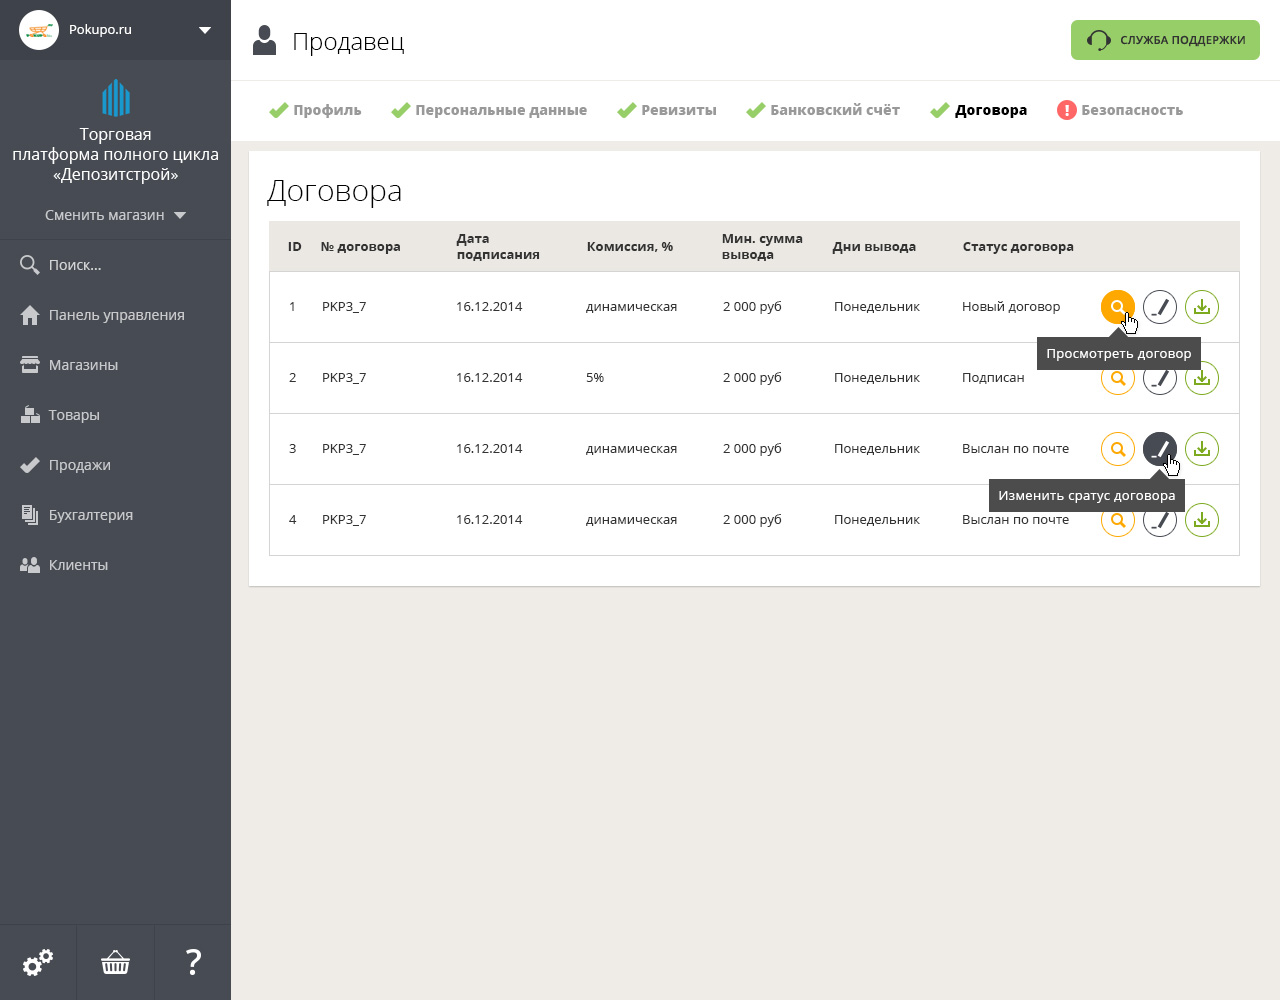 Pokupo.ru
Торговая
платформа полного цикла
«Депозитстрой»
Сменить магазин
Поиск...
Панель управления
Магазины
Товары
Продажи
Бухгалтерия
Клиенты
?
Продавец
СЛУЖБА ПОДДЕРЖКИ
Профиль Персональные данные Ревизиты Банковский счёт Договора ! Безопасность
Договора
ID № договора Дата подписания Комиссия, % Мин. сумма вывода Дни вывода Статус договора
1 PKP3_7 16.12.2014 динамическая 2 000 руб Понедельник Новый договор
Просмотреть договор
2 PKP3_7 16.12.2014 5% 2 000 руб Понедельник Подписан
3 PKP3_7 16.12.2014 динамическая 2 000 руб Понедельник Выслан по почте
Изменить сратус договора
4 PKP3_7 16.12.2014 динамическая 2 000 руб Понедельник Выслан по почте